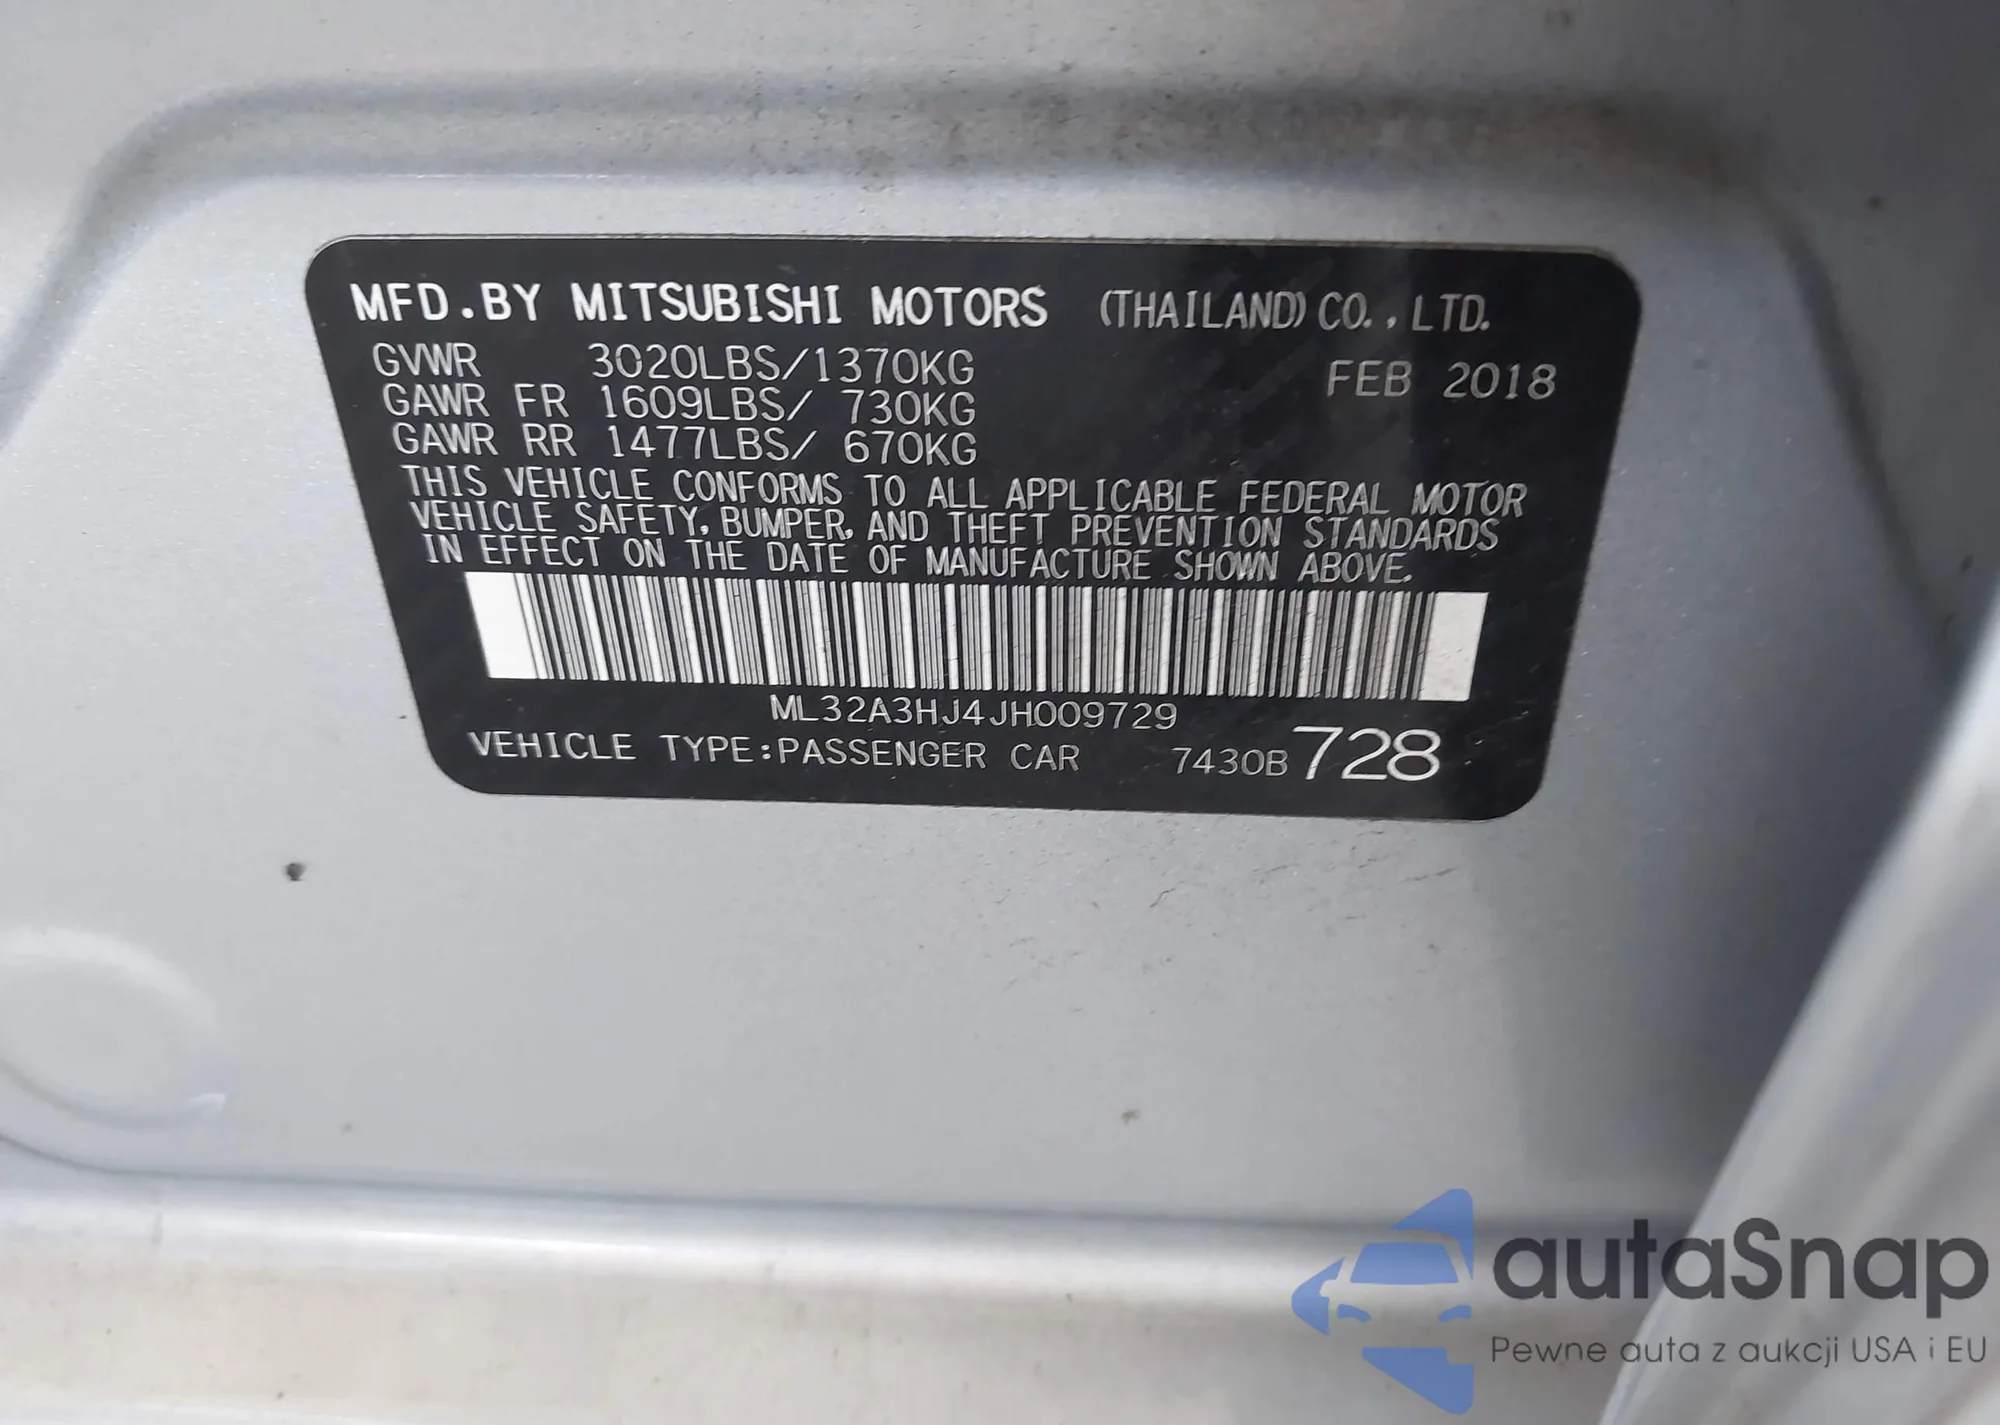 MFD.BY MITSUBISHI MOTORS (THAILAND) CO.,LTD.
GVWR 3020LBS/1370KG FEB 2018
GAWR FR 1609LBS/ 730KG
GAWR RR 1477LBS/ 670KG
THIS VEHICLE CONFORMS TO ALL APPLICABLE FEDERAL MOTOR
VEHICLE SAFETY, BUMPER, AND THEFT PREVENTION STANDARDS
IN EFFECT ON THE DATE OF MANUFACTURE SHOWN ABOVE.
ML32A3HJ4JH009729
VEHICLE TYPE:PASSENGER CAR 7430B 728
autaSnap
Pewne auta z aukcji USA i EU